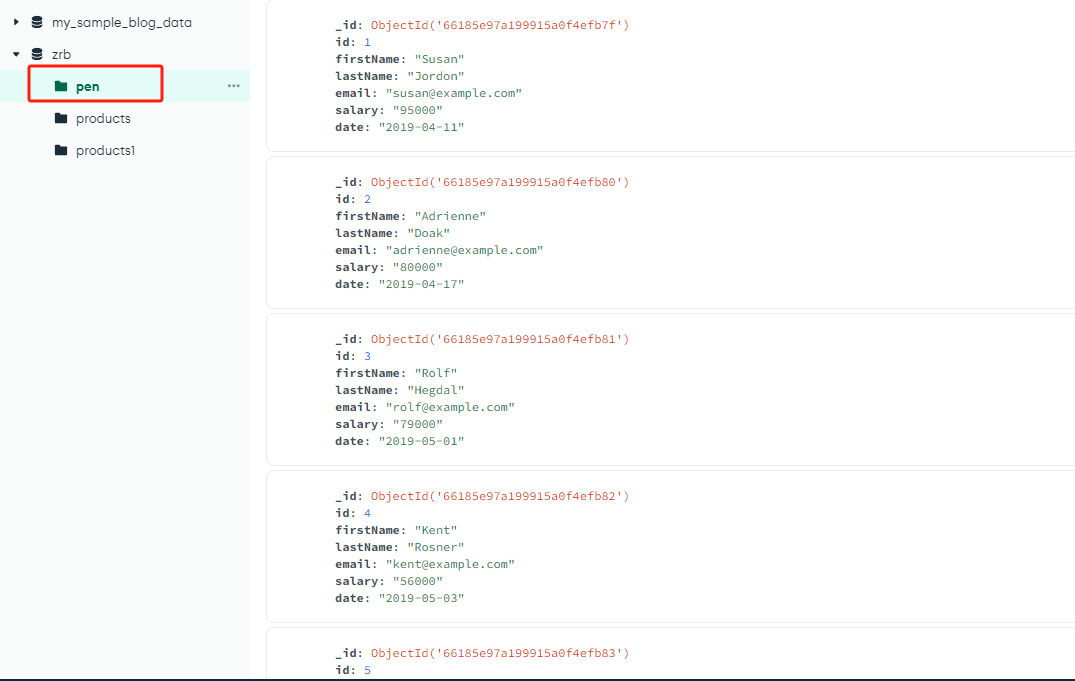 my_sample_blog_data
zrb
pen
products
products1
_id: ObjectId('66185e97a199915a0f4efb7f')
id: 1
firstName: "Susan"
lastName: "Jordon"
email: "susan@example.com"
salary: "95000"
date: "2019-04-11"
_id: ObjectId('66185e97a199915a0f4efb80')
id: 2
firstName: "Adrienne"
lastName: "Doak"
email: "adrienne@example.com"
salary: "80000"
date: "2019-04-17"
_id: ObjectId('66185e97a199915a0f4efb81')
id: 3
firstName: "Rolf"
lastName: "Hegdal"
email: "rolf@example.com"
salary: "79000"
date: "2019-05-01"
_id: ObjectId('66185e97a199915a0f4efb82')
id: 4
firstName: "Kent"
lastName: "Rosner"
email: "kent@example.com"
salary: "56000"
date: "2019-05-03"
_id: ObjectId('66185e97a199915a0f4efb83')
id: 5